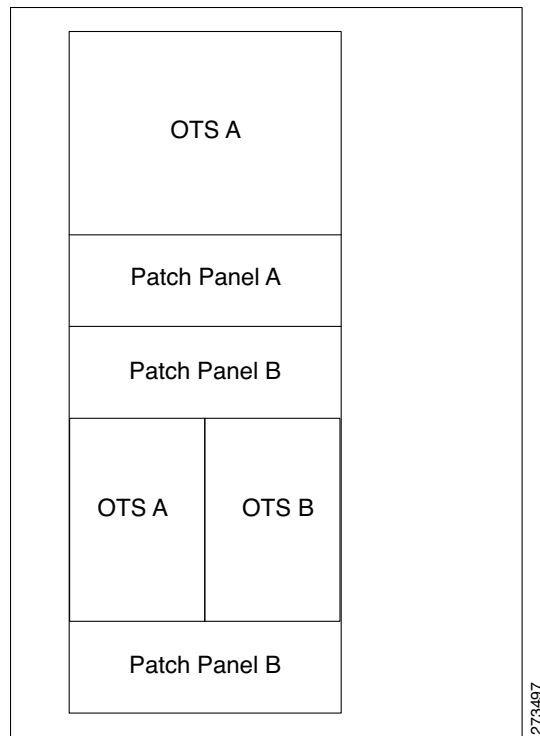 OTS A
Patch Panel A
Patch Panel B
OTS A OTS B
Patch Panel B
273497